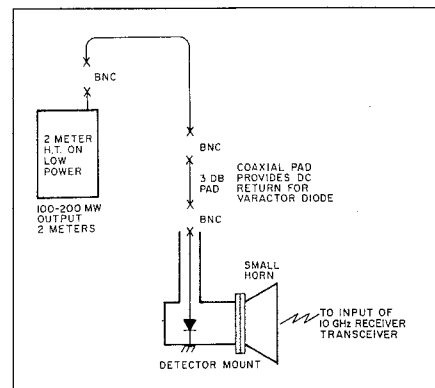 BNC
2 METER
H.T. ON
LOW
POWER
100-200 MW
OUTPUT
2 METERS
BNC
3 DB
PAD
COAXIAL PAD
PROVIDES DC
RETURN FOR
VARACTOR DIODE
BNC
SMALL
HORN
TO INPUT OF
10 GHz RECEIVER
TRANSCEIVER
DETECTOR MOUNT